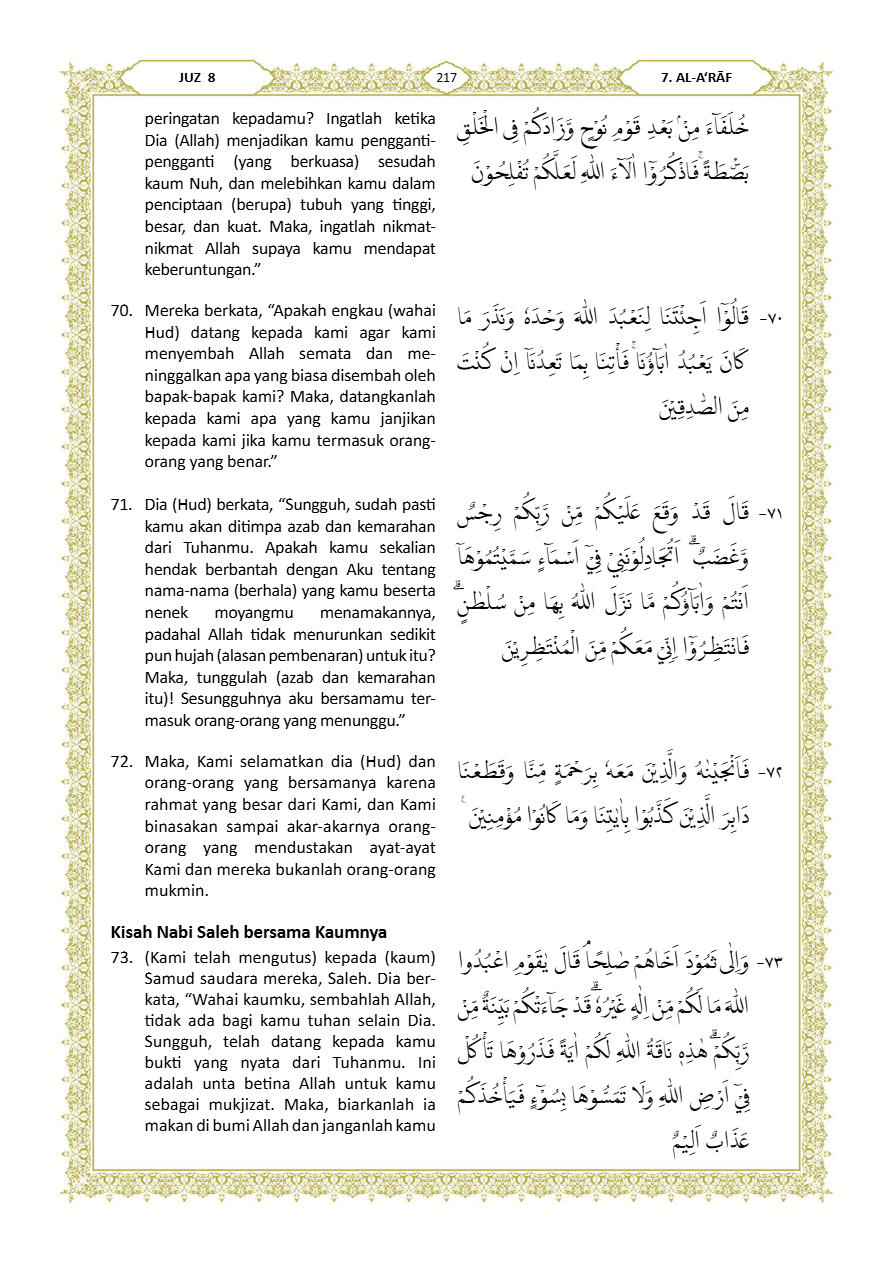 JUZ 8
217
7. AL-A‘RĀF
peringatan kepadamu? Ingatlah ketika
Dia (Allah) menjadikan kamu pengganti-
pengganti (yang berkuasa) sesudah
kaum Nuh, dan melebihkan kamu dalam
penciptaan (berupa) tubuh yang tinggi,
besar, dan kuat. Maka, ingatlah nikmat-
nikmat Allah supaya kamu mendapat
keberuntungan.”
خُلَفَاۤءَ مِنْۢ بَعْدِ قَوْمِ نُوْحٍ وَّزَادَكُمْ فِى الْخَلْقِ
بَصْۣطَةً ۚفَاذْكُرُوْٓا اٰلَاۤءَ اللّٰهِ لَعَلَّكُمْ تُفْلِحُوْنَ
70. Mereka berkata, “Apakah engkau (wahai
Hud) datang kepada kami agar kami
menyembah Allah semata dan me-
ninggalkan apa yang biasa disembah oleh
bapak-bapak kami? Maka, datangkanlah
kepada kami apa yang kamu janjikan
kepada kami jika kamu termasuk orang-
orang yang benar.”
٧٠- قَالُوْٓا اَجِئْتَنَا لِنَعْبُدَ اللّٰهَ وَحْدَهٗ وَنَذَرَ مَا
كَانَ يَعْبُدُ اٰبَاۤؤُنَا ۚفَأْتِنَا بِمَا تَعِدُنَآ اِنْ كُنْتَ
مِنَ الصّٰدِقِيْنَ
71. Dia (Hud) berkata, “Sungguh, sudah pasti
kamu akan ditimpa azab dan kemarahan
dari Tuhanmu. Apakah kamu sekalian
hendak berbantah dengan Aku tentang
nama-nama (berhala) yang kamu beserta
nenek moyangmu menamakannya,
padahal Allah tidak menurunkan sedikit
pun hujah (alasan pembenaran) untuk itu?
Maka, tunggulah (azab dan kemarahan
itu)! Sesungguhnya aku bersamamu ter-
masuk orang-orang yang menunggu.”
٧١- قَالَ قَدْ وَقَعَ عَلَيْكُمْ مِّنْ رَّبِّكُمْ رِجْسٌ
وَّغَضَبٌۗ اَتُجَادِلُوْنَنِيْ فِيْٓ اَسْمَاۤءٍ سَمَّيْتُمُوْهَآ
اَنْتُمْ وَاٰبَاۤؤُكُمْ مَّا نَزَّلَ اللّٰهُ بِهَا مِنْ سُلْطٰنٍۗ
فَانْتَظِرُوْٓا اِنِّيْ مَعَكُمْ مِّنَ الْمُنْتَظِرِيْنَ
72. Maka, Kami selamatkan dia (Hud) dan
orang-orang yang bersamanya karena
rahmat yang besar dari Kami, dan Kami
binasakan sampai akar-akarnya orang-
orang yang mendustakan ayat-ayat
Kami dan mereka bukanlah orang-orang
mukmin.
٧٢- فَاَنْجَيْنٰهُ وَالَّذِيْنَ مَعَهٗ بِرَحْمَةٍ مِّنَّا وَقَطَعْنَا
دَابِرَ الَّذِيْنَ كَذَّبُوْا بِاٰيٰتِنَا وَمَا كَانُوْا مُؤْمِنِيْنَ ࣖ
Kisah Nabi Saleh bersama Kaumnya
73. (Kami telah mengutus) kepada (kaum)
Samud saudara mereka, Saleh. Dia ber-
kata, “Wahai kaumku, sembahlah Allah,
tidak ada bagi kamu tuhan selain Dia.
Sungguh, telah datang kepada kamu
bukti yang nyata dari Tuhanmu. Ini
adalah unta betina Allah untuk kamu
sebagai mukjizat. Maka, biarkanlah ia
makan di bumi Allah dan janganlah kamu
٧٣- وَاِلٰى ثَمُوْدَ اَخَاهُمْ صٰلِحًاۘ قَالَ يٰقَوْمِ اعْبُدُوا
اللّٰهَ مَا لَكُمْ مِّنْ اِلٰهٍ غَيْرُهٗۗ قَدْ جَاۤءَتْكُمْ بَيِّنَةٌ مِّنْ
رَّبِّكُمْۗ هٰذِهٖ نَاقَةُ اللّٰهِ لَكُمْ اٰيَةً فَذَرُوْهَا تَأْكُلْ
فِيْٓ اَرْضِ اللّٰهِ وَلَا تَمَسُّوْهَا بِسُوْۤءٍ فَيَأْخُذَكُمْ
عَذَابٌ اَلِيْمٌ